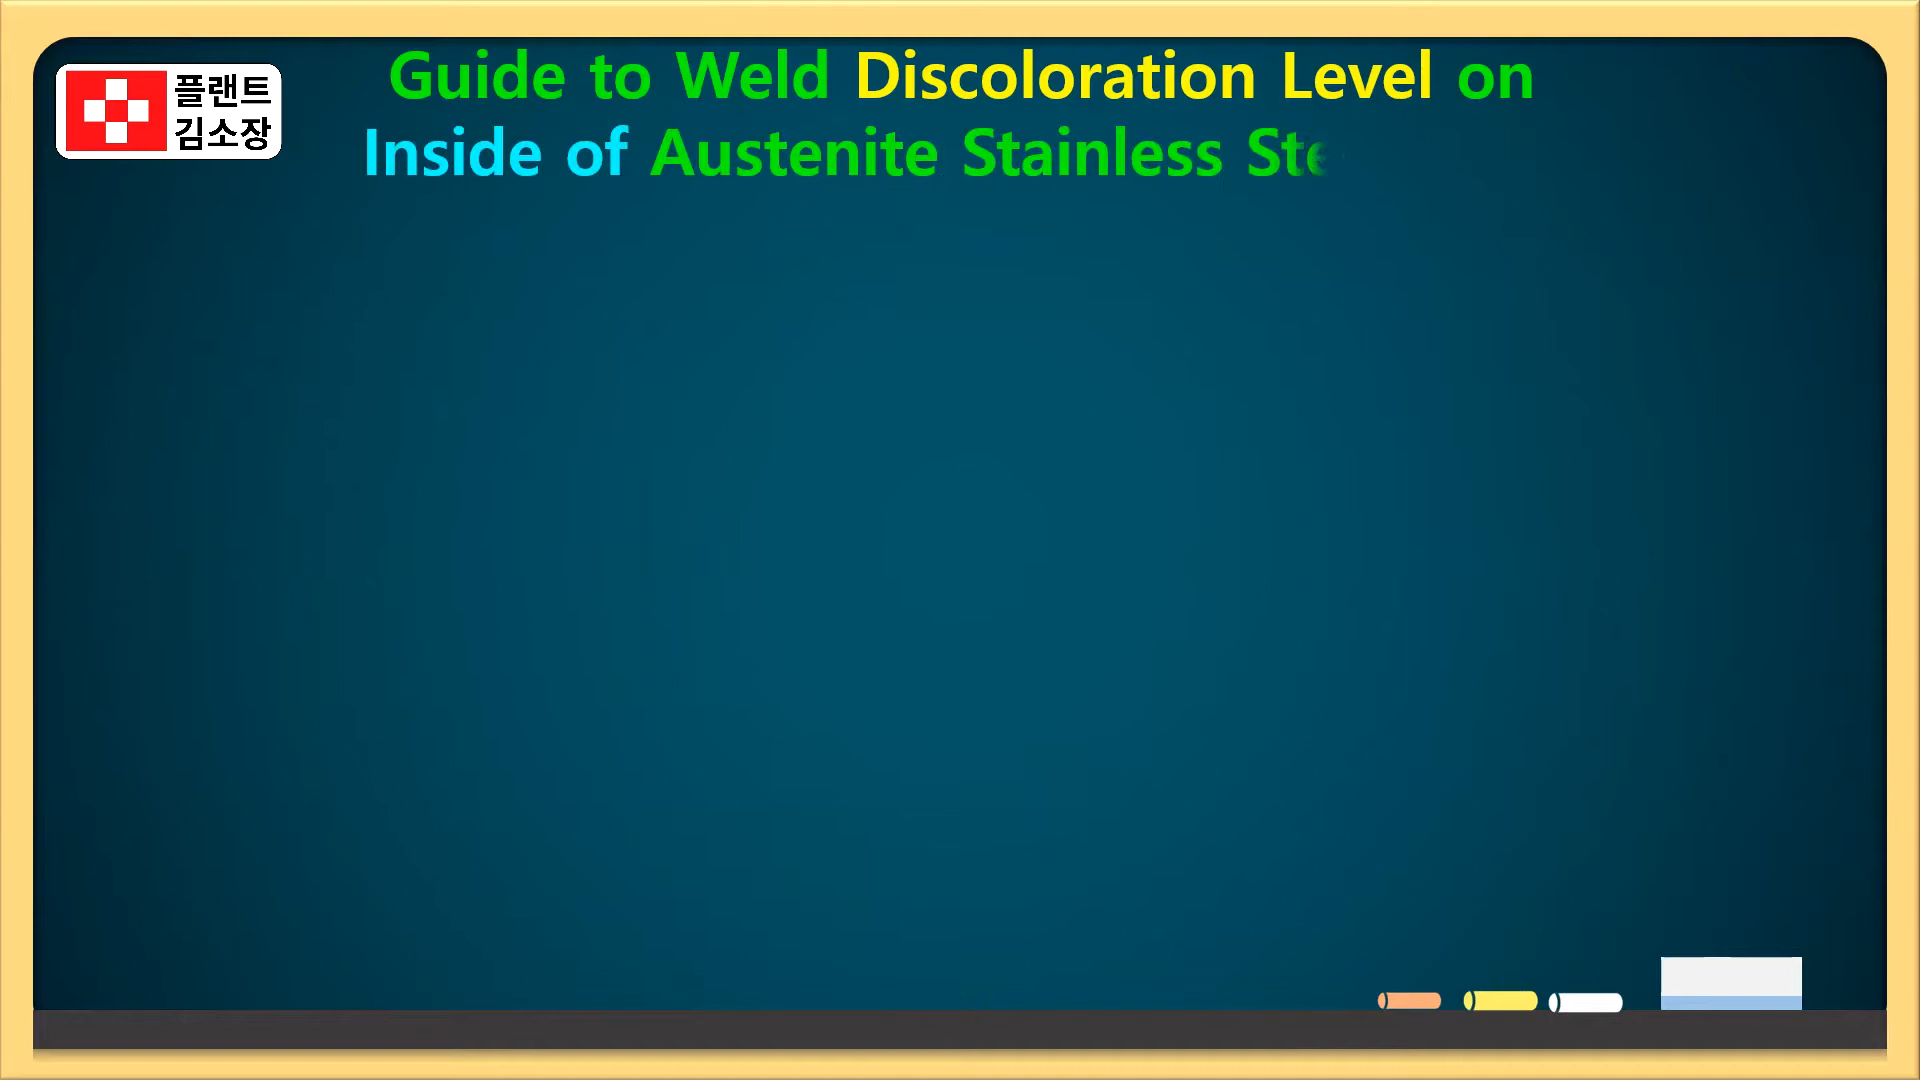 플랜트
김소장
Guide to Weld Discoloration Level on
Inside of Austenite Stainless